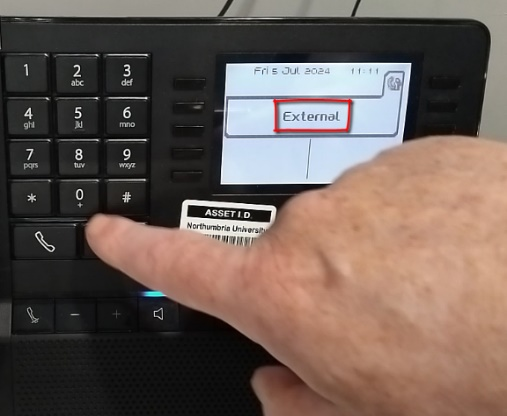 Fri 5 Jul 2024 11:11
External
1
2 abc
3 def
4 ghi
5 jkl
6 mno
7 pqrs
8 tuv
9 wxyz
*
0 +
#
ASSET I.D.
Northumbria University